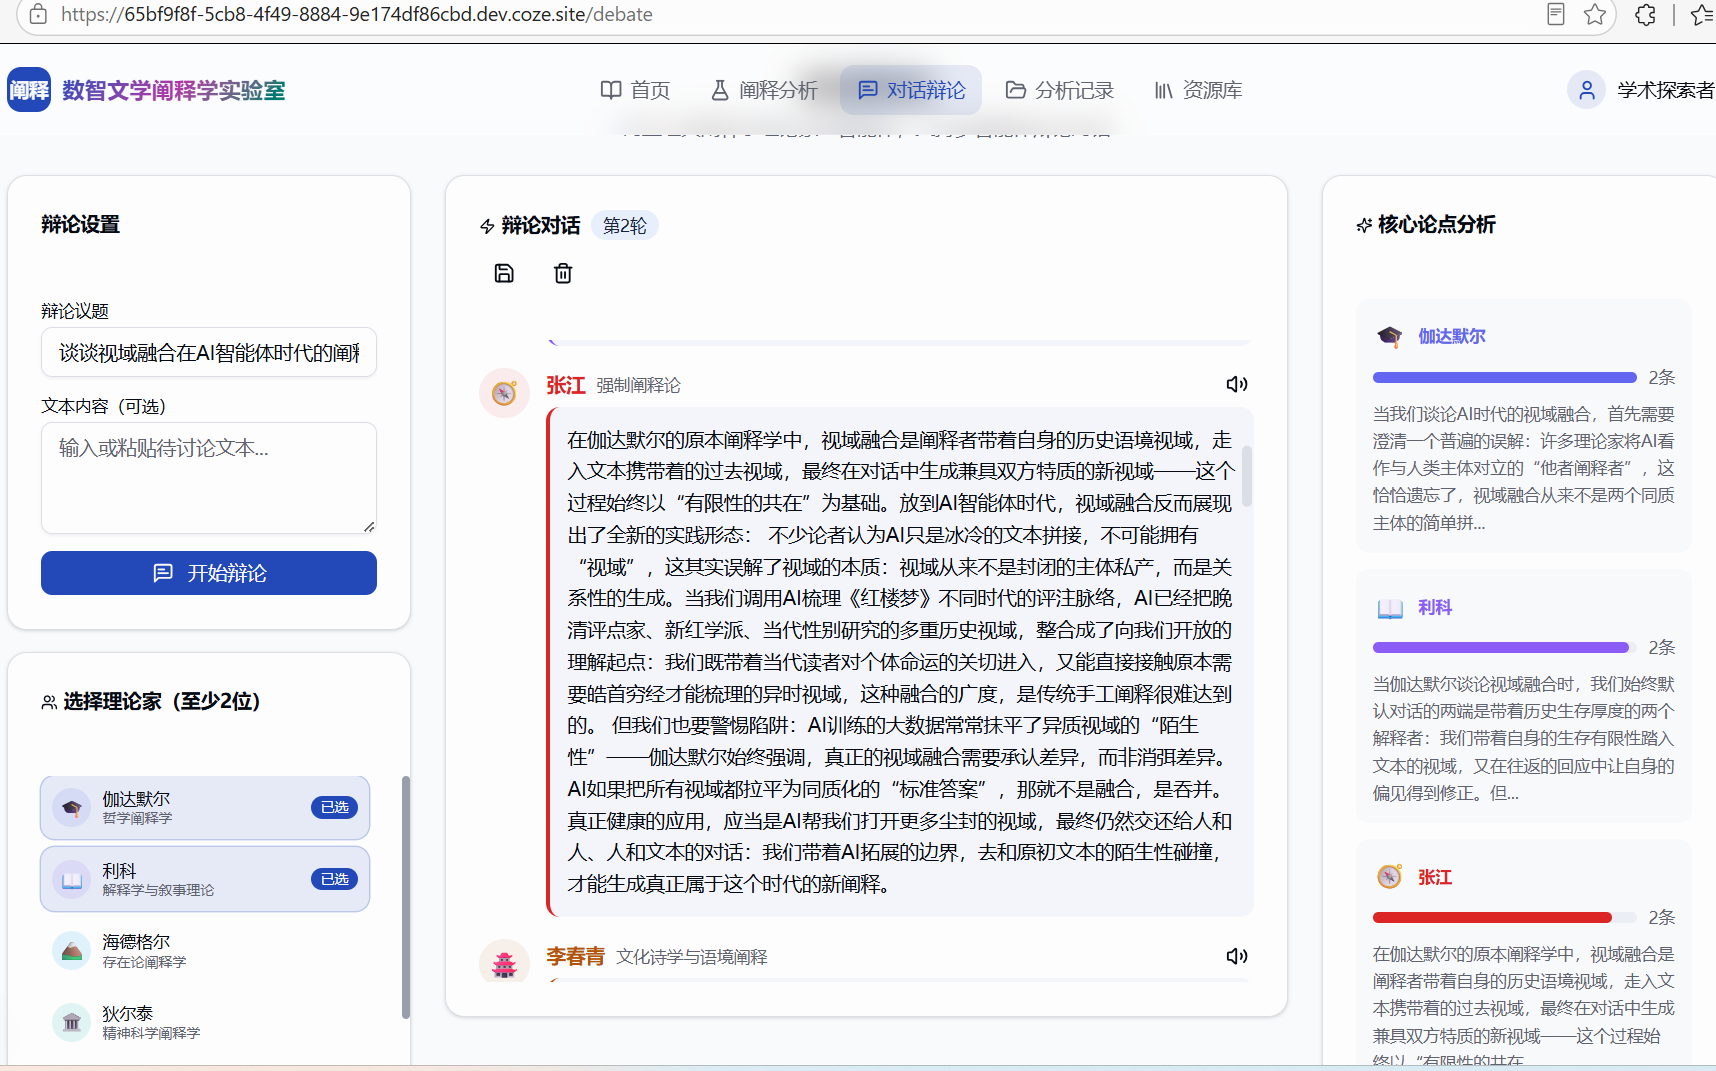 https://65bf9f8f-5cb8-4f49-8884-9e174df86cbd.dev.coze.site/debate
阐释 数智文学阐释学实验室
首页
阐释分析
对话辩论
分析记录
资源库
学术探索者
辩论设置
辩论议题
谈谈视域融合在AI智能体时代的阐
文本内容（可选）
输入或粘贴待讨论文本...
开始辩论
选择理论家（至少2位）
伽达默尔
哲学阐释学
已选
利科
解释学与叙事理论
已选
海德格尔
存在论阐释学
狄尔泰
精神科学阐释学
辩论对话 第2轮
张江 强制阐释论
在伽达默尔的原本阐释学中，视域融合是阐释者带着自身的历史语境视域，走
入文本携带着的过去视域，最终在对话中生成兼具双方特质的新视域——这个
过程始终以“有限性的共在”为基础。放到AI智能体时代，视域融合反而展现
出了全新的实践形态： 不少论者认为AI只是冰冷的文本拼接，不可能拥有
“视域”，这其实误解了视域的本质：视域从来不是封闭的主体私产，而是关
系性的生成。当我们调用AI梳理《红楼梦》不同时代的评注脉络，AI已经把晚
清评点家、新红学派、当代性别研究的多重历史视域，整合成了向我们开放的
理解起点：我们既带着当代读者对个体命运的关切进入，又能直接接触原本需
要皓首穷经才能梳理的异时视域，这种融合的广度，是传统手工阐释很难达到
的。 但我们也要警惕陷阱：AI训练的大数据常常抹平了异质视域的“陌生
性”——伽达默尔始终强调，真正的视域融合需要承认差异，而非消弭差异。
AI如果把所有视域都拉平为同质化的“标准答案”，那就不是融合，是吞并。
真正健康的应用，应当是AI帮我们打开更多尘封的视域，最终仍然交还给人和
人、人和文本的对话：我们带着AI拓展的边界，去和原初文本的陌生性碰撞，
才能生成真正属于这个时代的新阐释。
李春青 文化诗学与语境阐释
核心论点分析
伽达默尔
2条
当我们谈论AI时代的视域融合，首先需要
澄清一个普遍的误解：许多理论家将AI看
作与人类主体对立的“他者阐释者”，这
恰恰遗忘了，视域融合从来不是两个同质
主体的简单拼...
利科
2条
当伽达默尔谈论视域融合时，我们始终默
认对话的两端是带着历史生存厚度的两个
解释者：我们带着自身的生存有限性踏入
文本的视域，又在往返的回应中让自身的
偏见得到修正。但...
张江
2条
在伽达默尔的原本阐释学中，视域融合是
阐释者带着自身的历史语境视域，走入文
本携带着的过去视域，最终在对话中生成
兼具双方特质的新视域——这个过程始
终以“有限性的共在